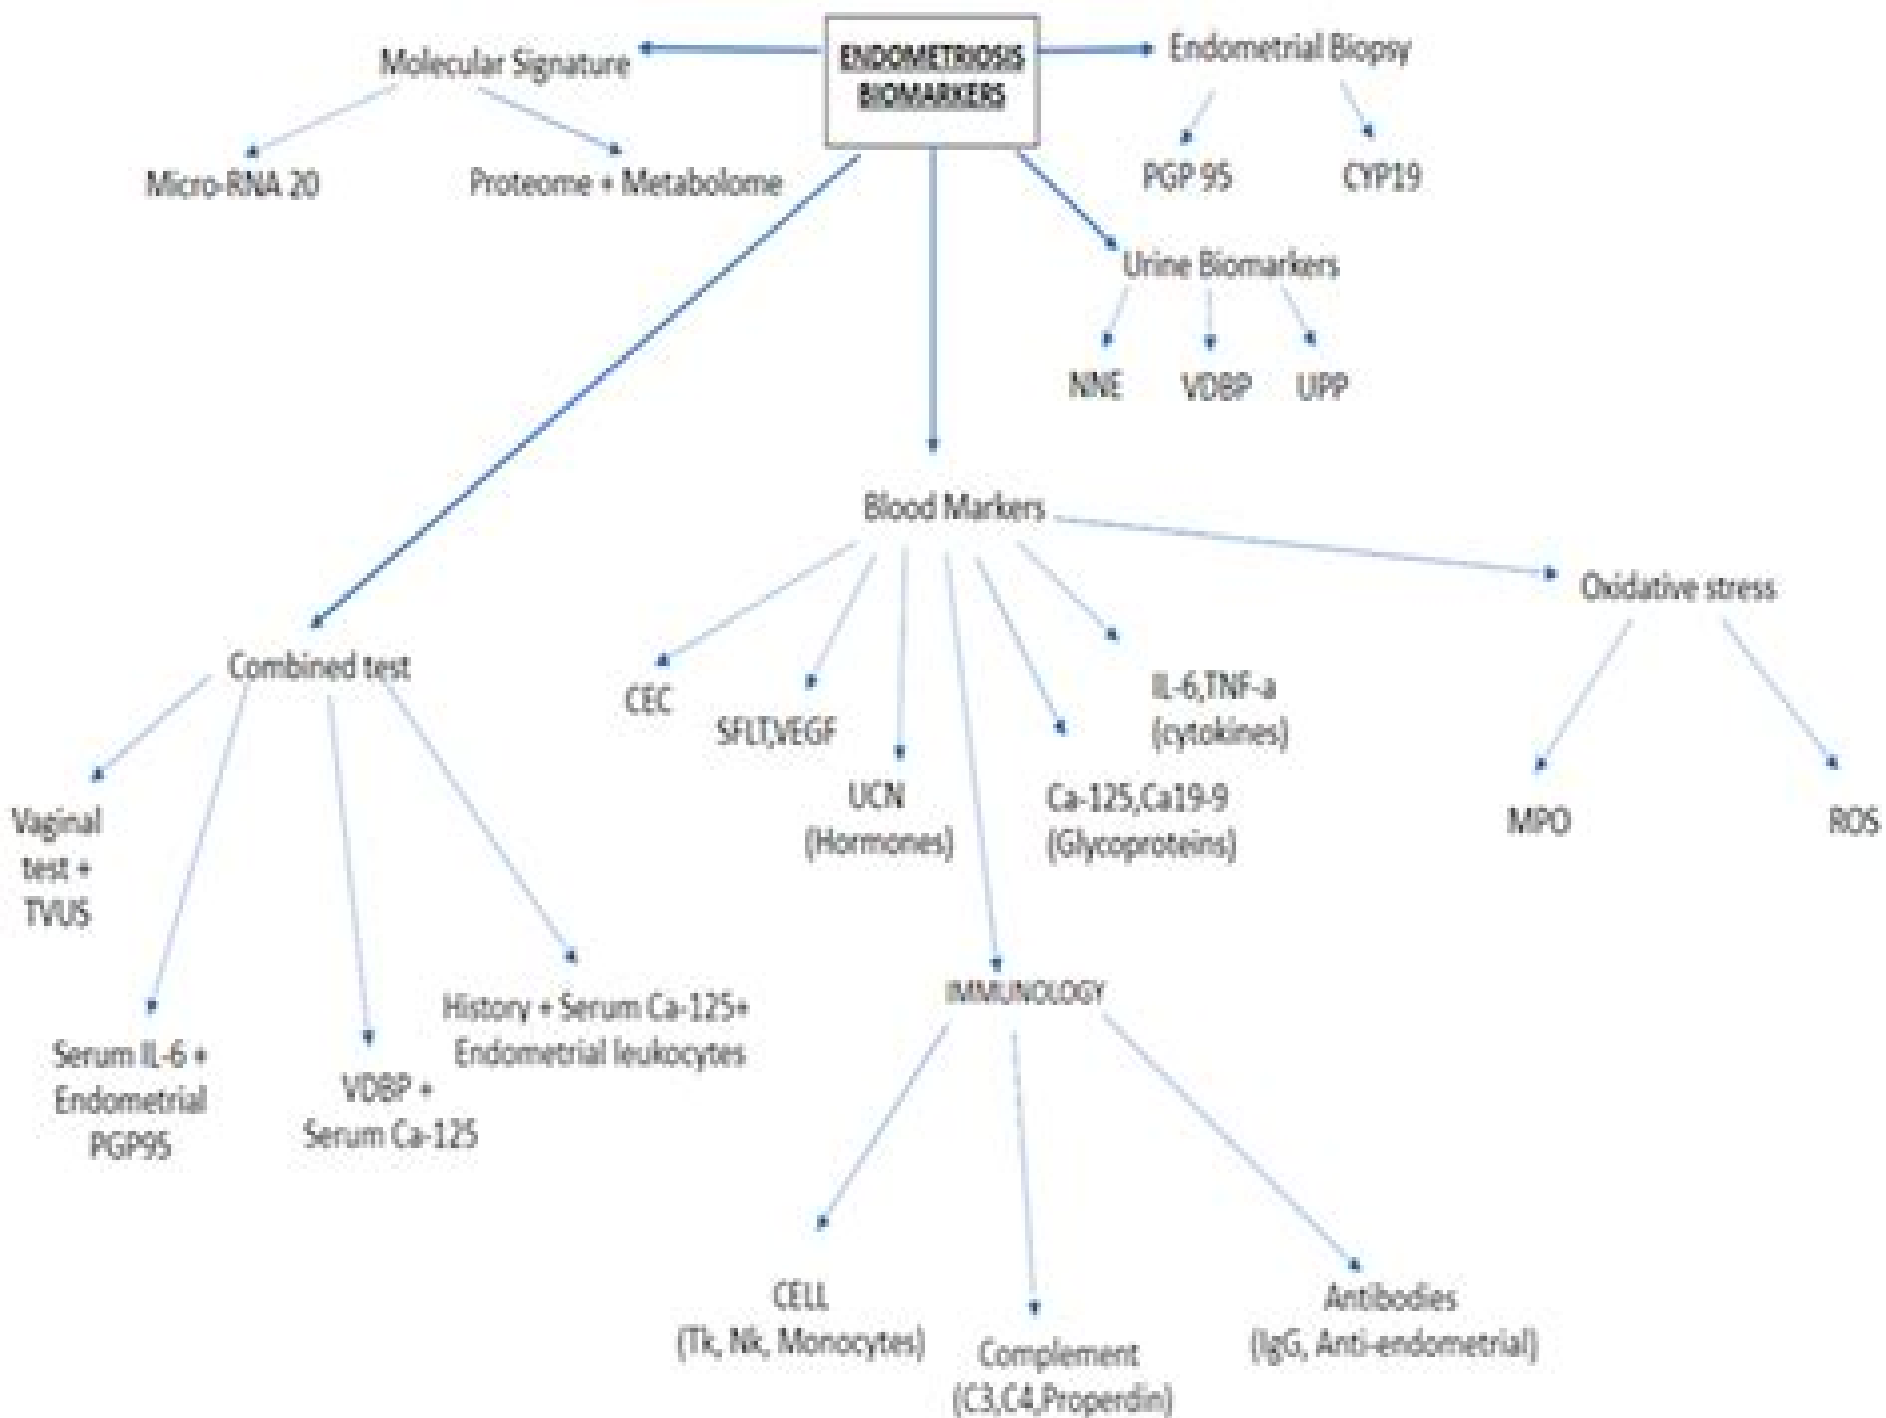 ENDOMETRIOSIS
BIOMARKERS
Molecular Signature
Micro-RNA 20
Proteome + Metabolome
Endometrial Biopsy
PGP 95
CYP19
Urine Biomarkers
NNE
VDBP
UPP
Blood Markers
CEC
SFLT,VEGF
UCN
(Hormones)
Ca-125,Ca19-9
(Glycoproteins)
IL-6,TNF-a
(cytokines)
Oxidative stress
MPO
ROS
Combined test
Vaginal
test +
TVUS
Serum IL-6 +
Endometrial
PGP95
VDBP +
Serum Ca-125
History + Serum Ca-125+
Endometrial leukocytes
IMMUNOLOGY
CELL
(Tk, Nk, Monocytes)
Complement
(C3,C4,Properdin)
Antibodies
(IgG, Anti-endometrial)